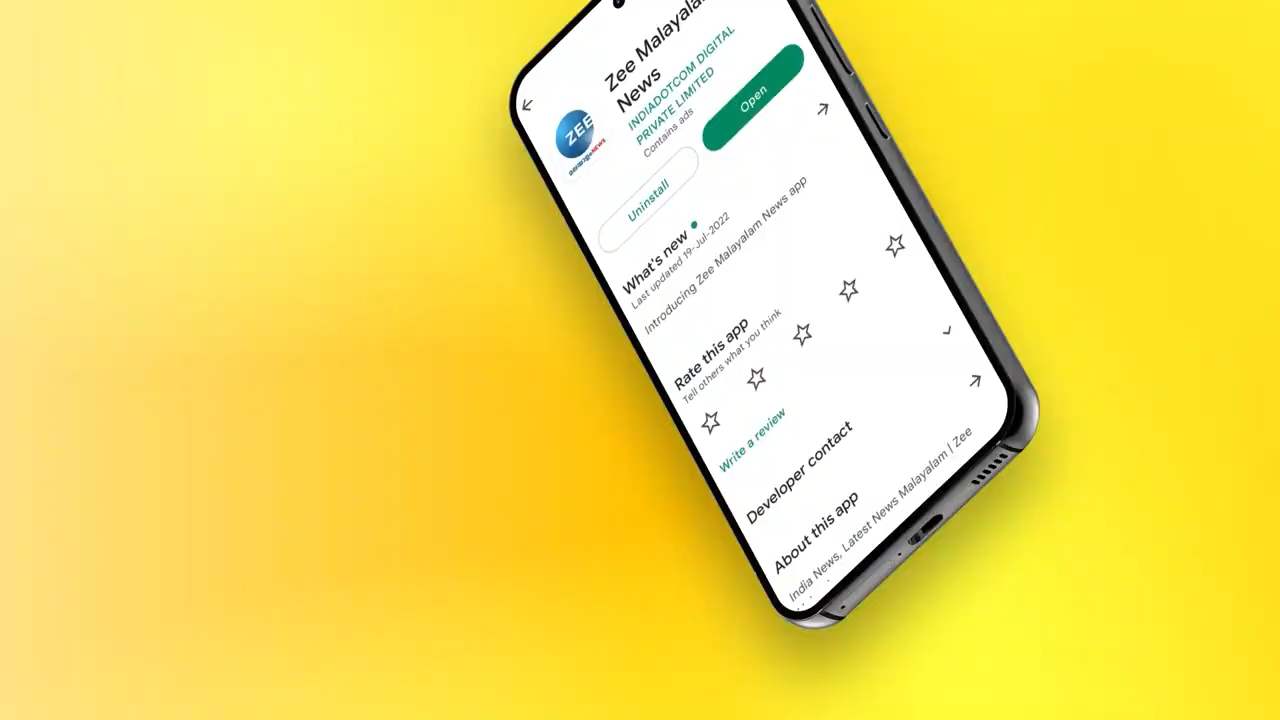 Zee Malayalam
News
INDIADOTCOM DIGITAL
PRIVATE LIMITED
Contains ads
ZEE
മലയാളം NEWS
Uninstall
Open
What's new
Last updated 19-Jul-2022
Introducing Zee Malayalam News app
Rate this app
Tell others what you think
Write a review
Developer contact
About this app
India News, Latest News Malayalam | Zee